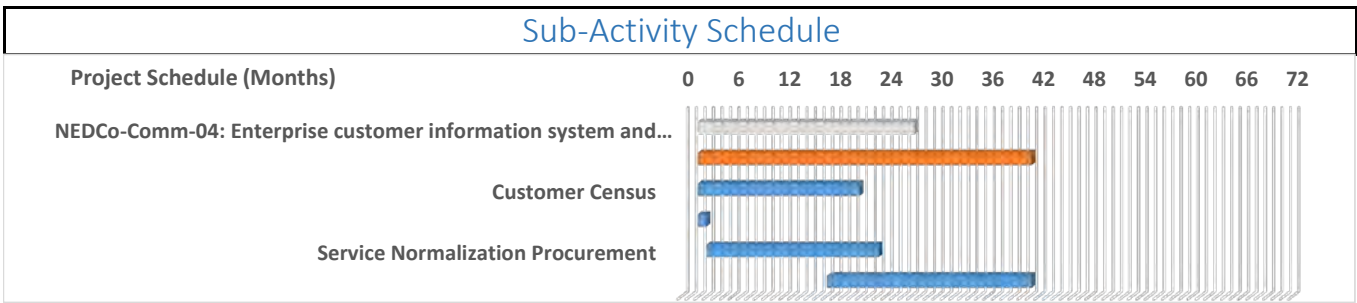 Sub-Activity Schedule
Project Schedule (Months) 0 6 12 18 24 30 36 42 48 54 60 66 72
NEDCo-Comm-04: Enterprise customer information system and…
Customer Census
Service Normalization Procurement